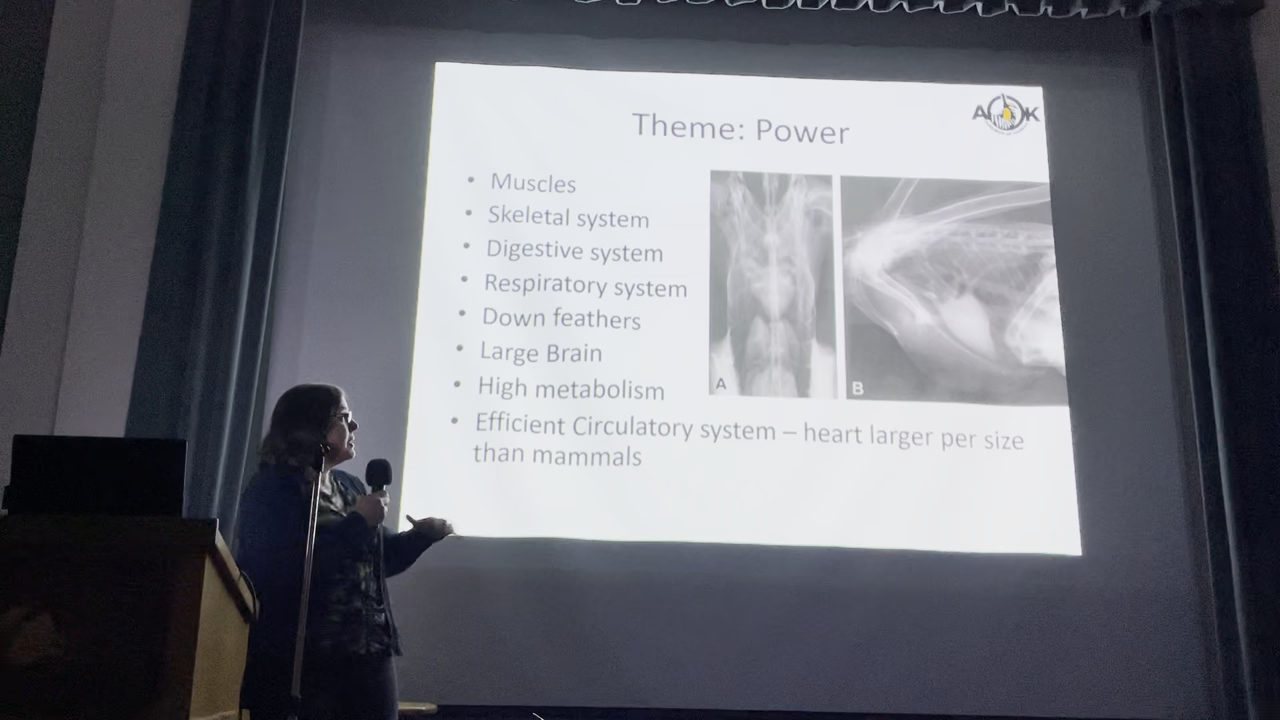 AOK
Theme: Power
• Muscles
• Skeletal system
• Digestive system
• Respiratory system
• Down feathers
• Large Brain
• High metabolism
• Efficient Circulatory system – heart larger per size
than mammals
A
B